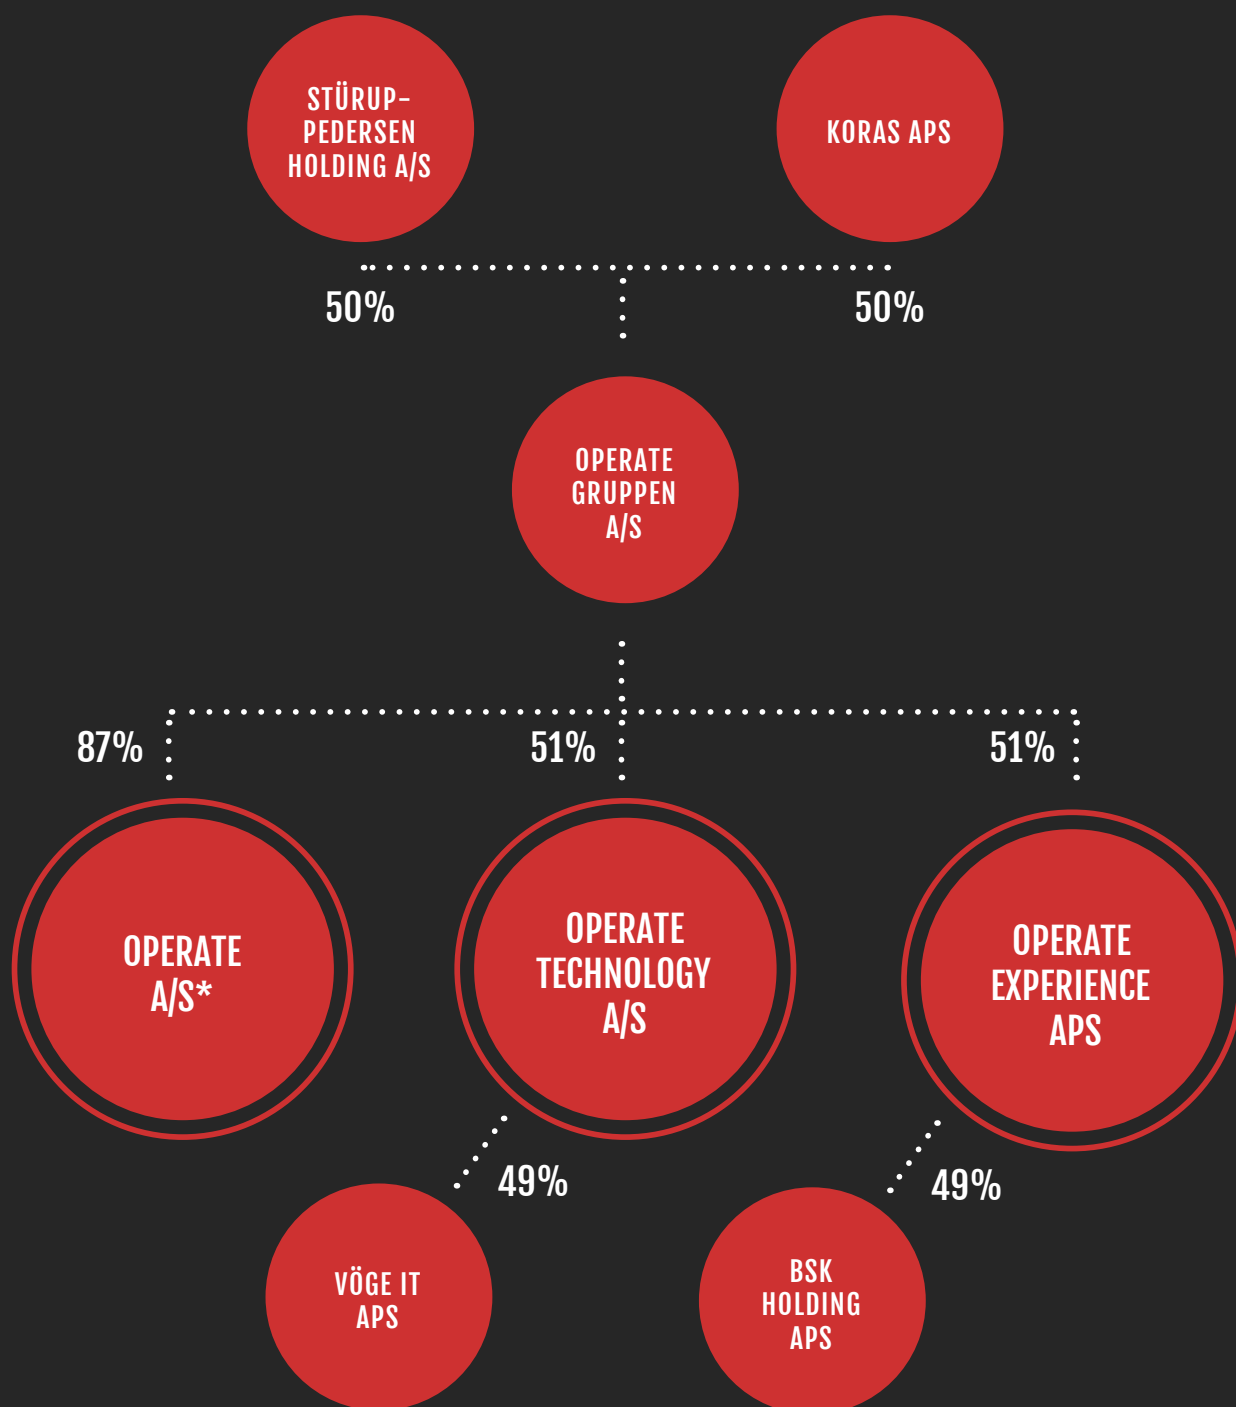 STÜRUP-
PEDERSEN
HOLDING A/S
KORAS APS
50%
50%
OPERATE
GRUPPEN
A/S
87%
51%
51%
OPERATE
A/S*
OPERATE
TECHNOLOGY
A/S
OPERATE
EXPERIENCE
APS
49%
49%
VÖGE IT
APS
BSK
HOLDING
APS